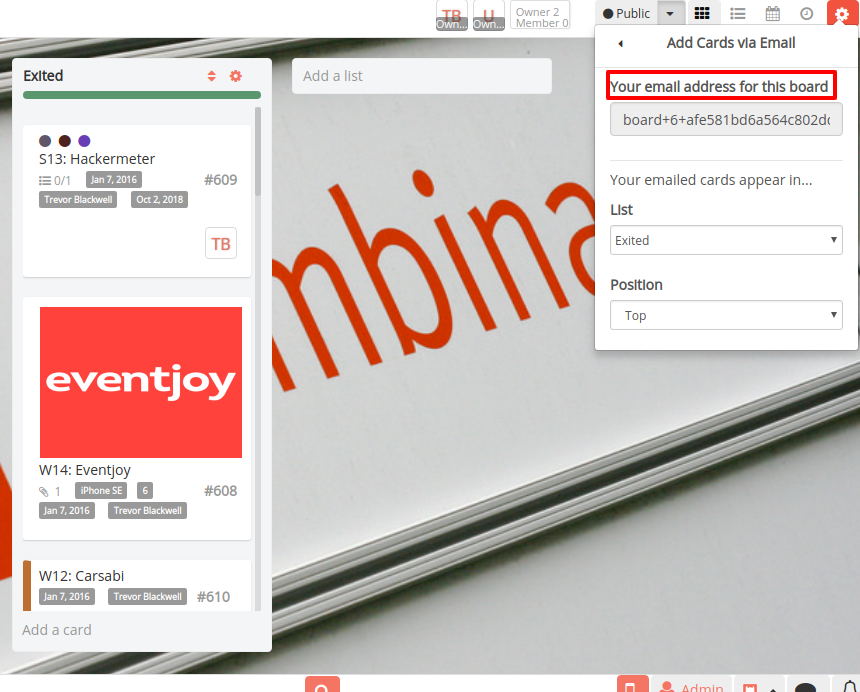 TB
Own...
U
Own...
Owner 2
Member 0
Public
Add Cards via Email
Your email address for this board
board+6+afe581bd6a564c802d
Your emailed cards appear in...
List
Exited
Position
Top
Exited
S13: Hackermeter
0/1 Jan 7, 2016 #609
Trevor Blackwell Oct 2, 2018
TB
eventjoy
W14: Eventjoy
1 iPhone SE 6 #608
Jan 7, 2016 Trevor Blackwell
W12: Carsabi
Jan 7, 2016 Trevor Blackwell #610
Add a card
Add a list
mbina
Admin